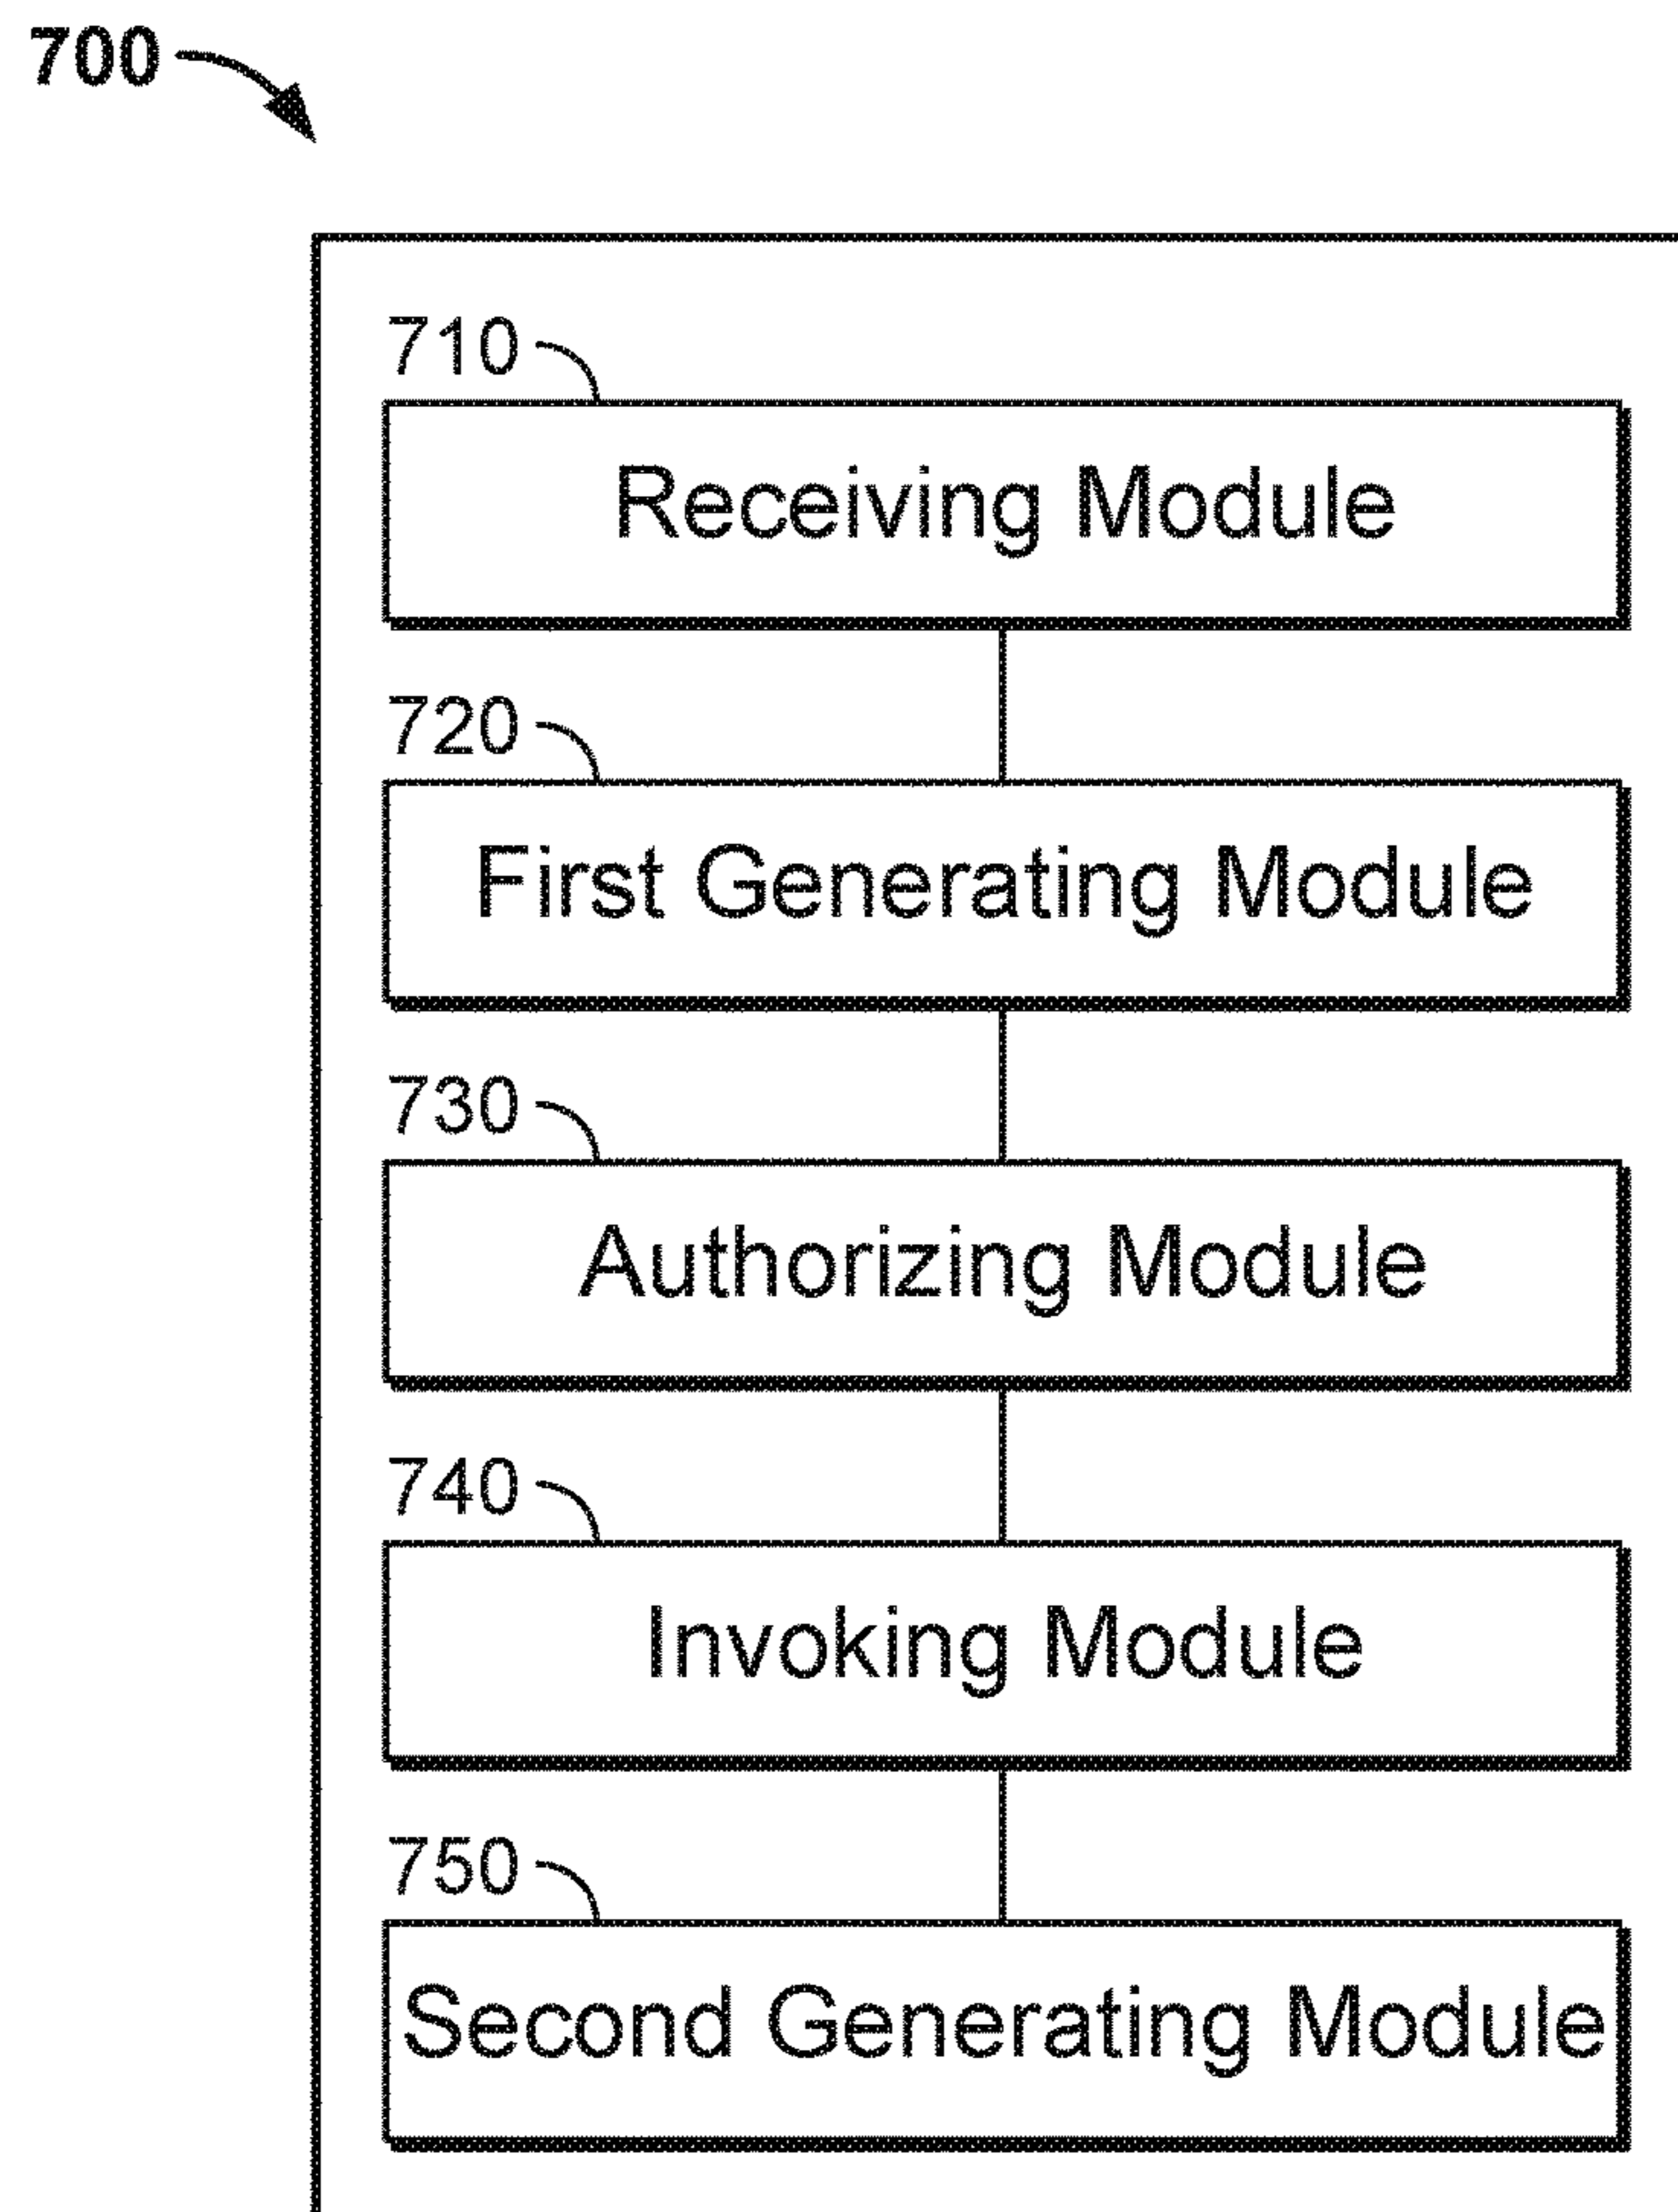 700
710
Receiving Module
720
First Generating Module
730
Authorizing Module
740
Invoking Module
750
Second Generating Module